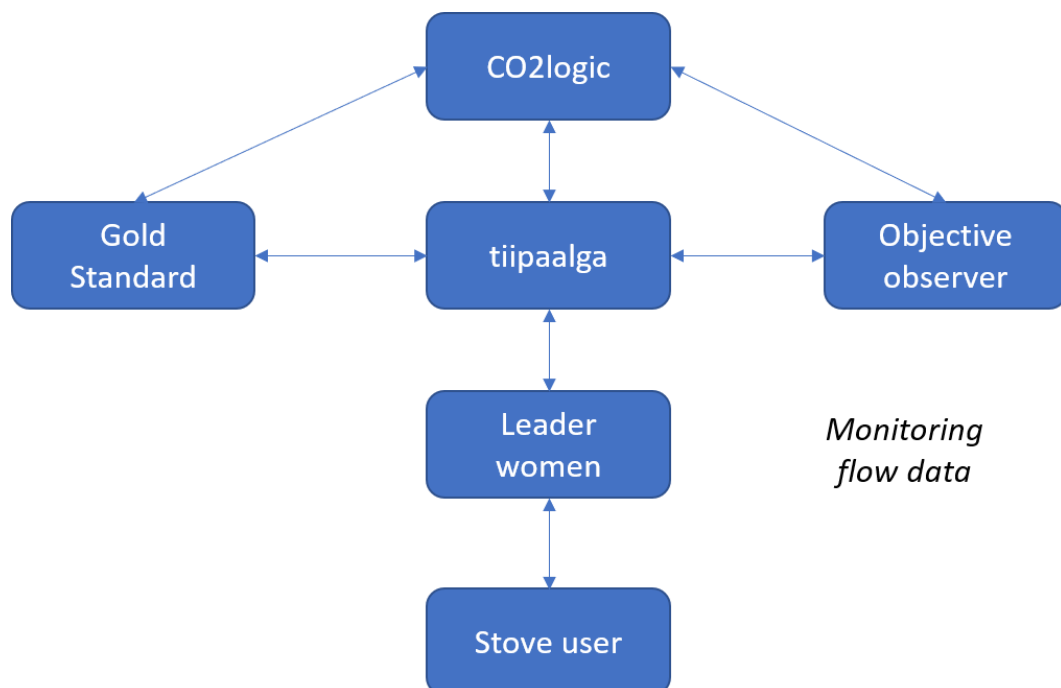 CO2logic
Gold
Standard
tiipaalga
Objective
observer
Leader
women
Monitoring
flow data
Stove user